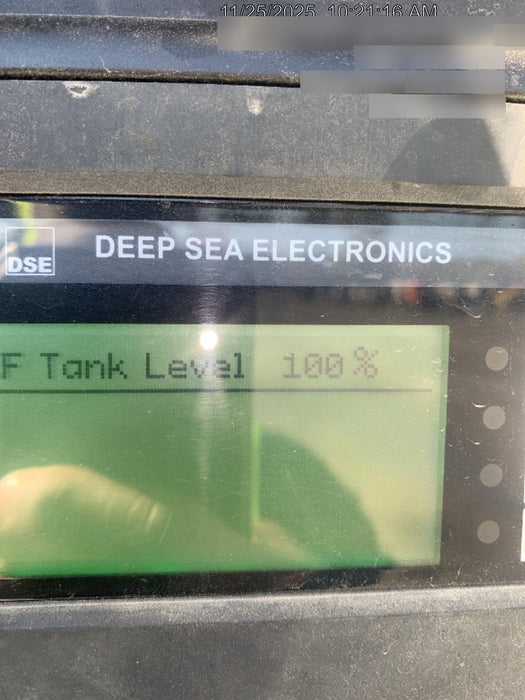 11/25/2025 10:21:16 AM
DSE
DEEP SEA ELECTRONICS
F Tank Level 100%